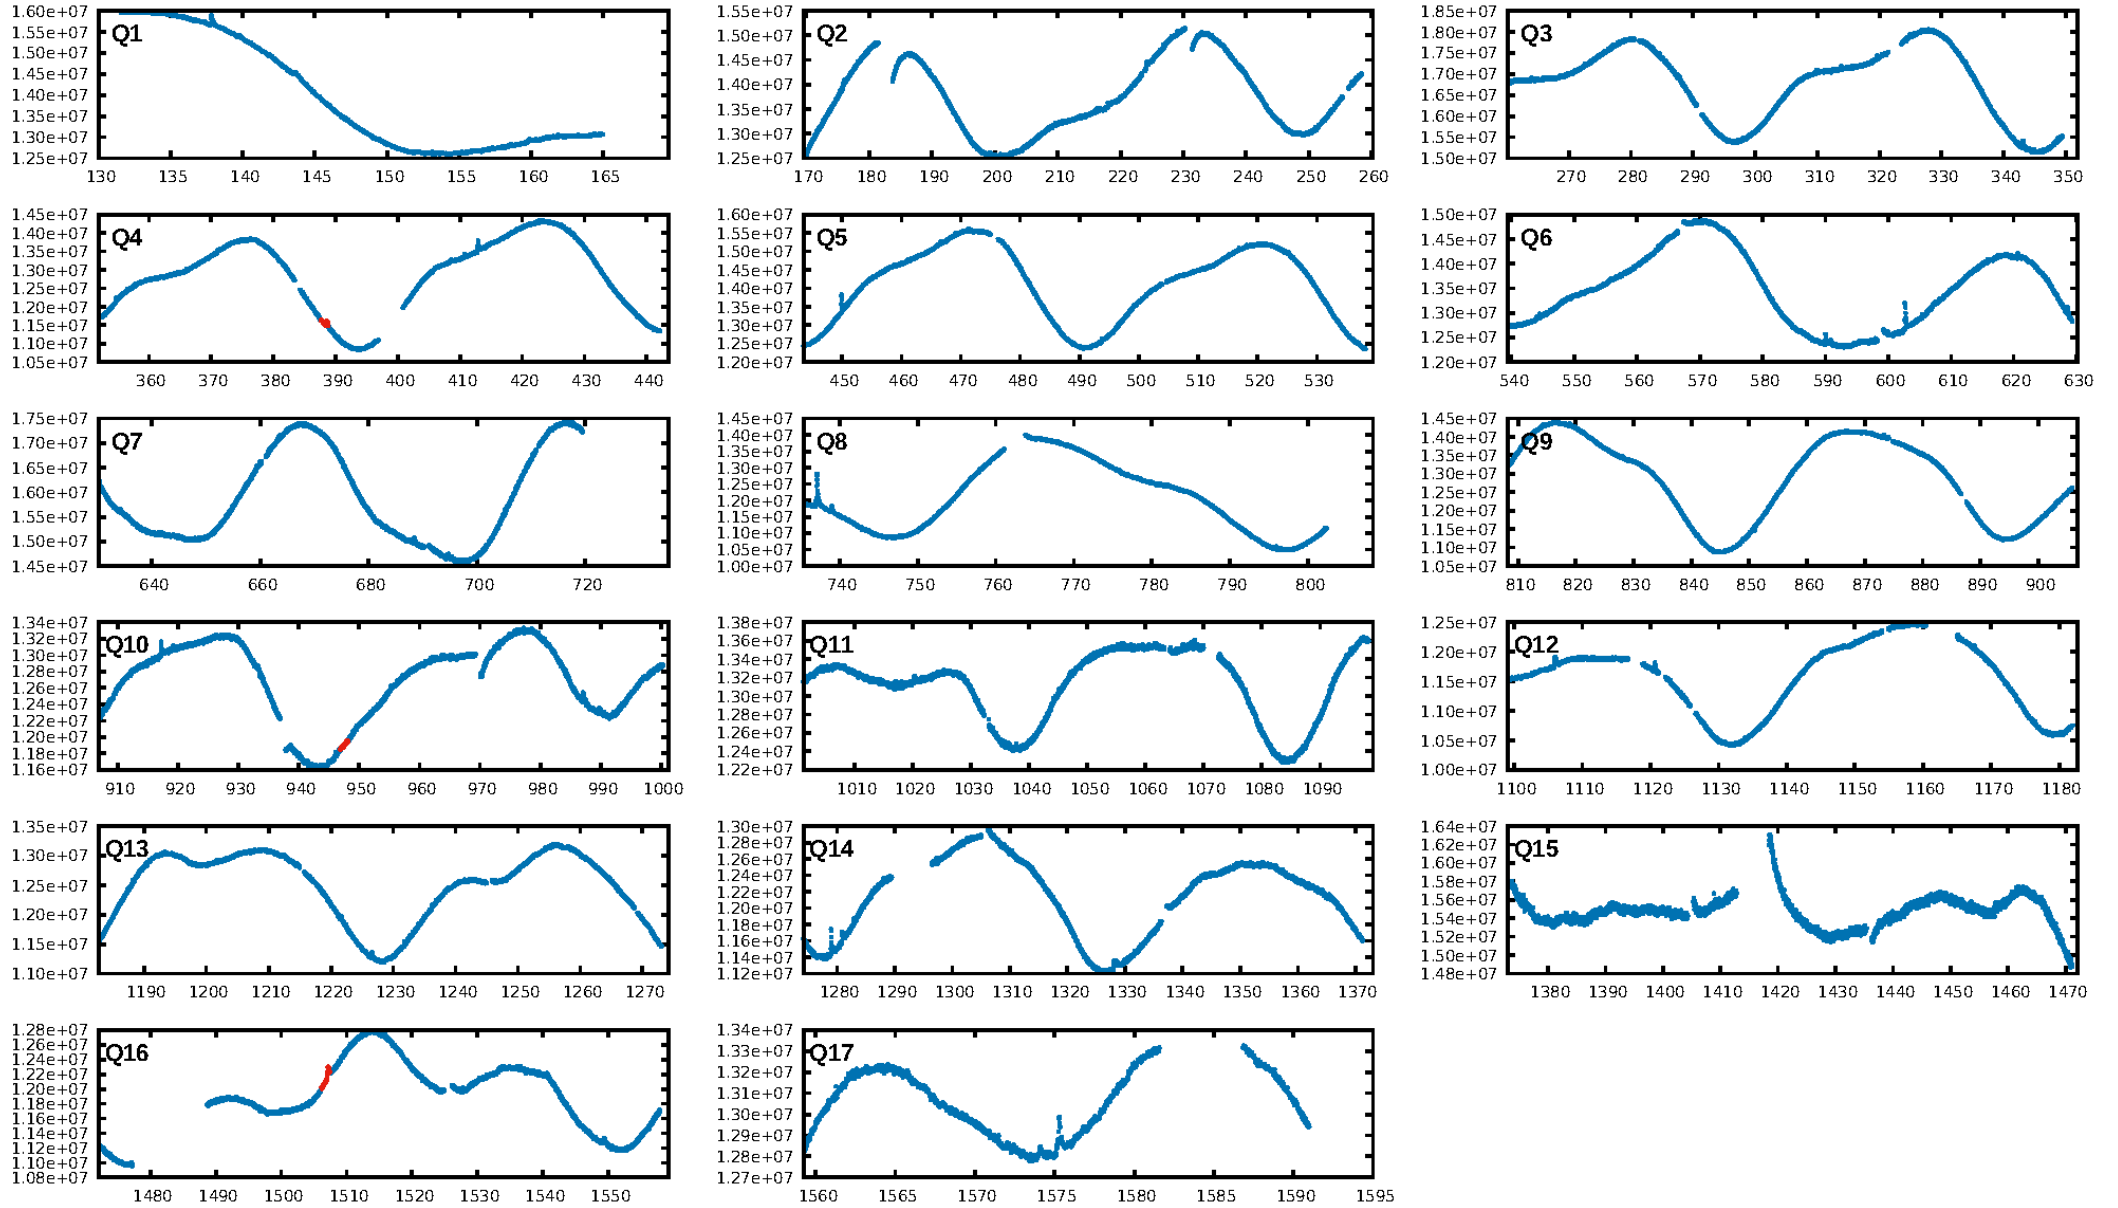 1.60e+07 1.55e+07 1.50e+07 1.45e+07 1.40e+07 1.35e+07 1.30e+07 1.25e+07
Q1
130 135 140 145 150 155 160 165
1.55e+07 1.50e+07 1.45e+07 1.40e+07 1.35e+07 1.30e+07 1.25e+07
Q2
170 180 190 200 210 220 230 240 250 260
1.85e+07 1.80e+07 1.75e+07 1.70e+07 1.65e+07 1.60e+07 1.55e+07 1.50e+07
Q3
270 280 290 300 310 320 330 340 350
1.45e+07 1.40e+07 1.35e+07 1.30e+07 1.25e+07 1.20e+07 1.15e+07 1.10e+07 1.05e+07
Q4
360 370 380 390 400 410 420 430 440
1.60e+07 1.55e+07 1.50e+07 1.45e+07 1.40e+07 1.35e+07 1.30e+07 1.25e+07 1.20e+07
Q5
450 460 470 480 490 500 510 520 530
1.50e+07 1.45e+07 1.40e+07 1.35e+07 1.30e+07 1.25e+07 1.20e+07
Q6
540 550 560 570 580 590 600 610 620 630
1.75e+07 1.70e+07 1.65e+07 1.60e+07 1.55e+07 1.50e+07 1.45e+07
Q7
640 660 680 700 720
1.45e+07 1.40e+07 1.35e+07 1.30e+07 1.25e+07 1.20e+07 1.15e+07 1.10e+07 1.05e+07 1.00e+07
Q8
740 750 760 770 780 790 800
1.45e+07 1.40e+07 1.35e+07 1.30e+07 1.25e+07 1.20e+07 1.15e+07 1.10e+07 1.05e+07
Q9
810 820 830 840 850 860 870 880 890 900
1.34e+07 1.32e+07 1.30e+07 1.28e+07 1.26e+07 1.24e+07 1.22e+07 1.20e+07 1.18e+07 1.16e+07
Q10
910 920 930 940 950 960 970 980 990 1000
1.38e+07 1.36e+07 1.34e+07 1.32e+07 1.30e+07 1.28e+07 1.26e+07 1.24e+07 1.22e+07
Q11
1010 1020 1030 1040 1050 1060 1070 1080 1090
1.25e+07 1.20e+07 1.15e+07 1.10e+07 1.05e+07 1.00e+07
Q12
1100 1110 1120 1130 1140 1150 1160 1170 1180
1.35e+07 1.30e+07 1.25e+07 1.20e+07 1.15e+07 1.10e+07
Q13
1190 1200 1210 1220 1230 1240 1250 1260 1270
1.30e+07 1.28e+07 1.26e+07 1.24e+07 1.22e+07 1.20e+07 1.18e+07 1.16e+07 1.14e+07 1.12e+07
Q14
1280 1290 1300 1310 1320 1330 1340 1350 1360 1370
1.64e+07 1.62e+07 1.60e+07 1.58e+07 1.56e+07 1.54e+07 1.52e+07 1.50e+07 1.48e+07
Q15
1380 1390 1400 1410 1420 1430 1440 1450 1460 1470
1.28e+07 1.26e+07 1.24e+07 1.22e+07 1.20e+07 1.18e+07 1.16e+07 1.14e+07 1.12e+07 1.10e+07 1.08e+07
Q16
1480 1490 1500 1510 1520 1530 1540 1550
1.34e+07 1.33e+07 1.32e+07 1.31e+07 1.30e+07 1.29e+07 1.28e+07 1.27e+07
Q17
1560 1565 1570 1575 1580 1585 1590 1595